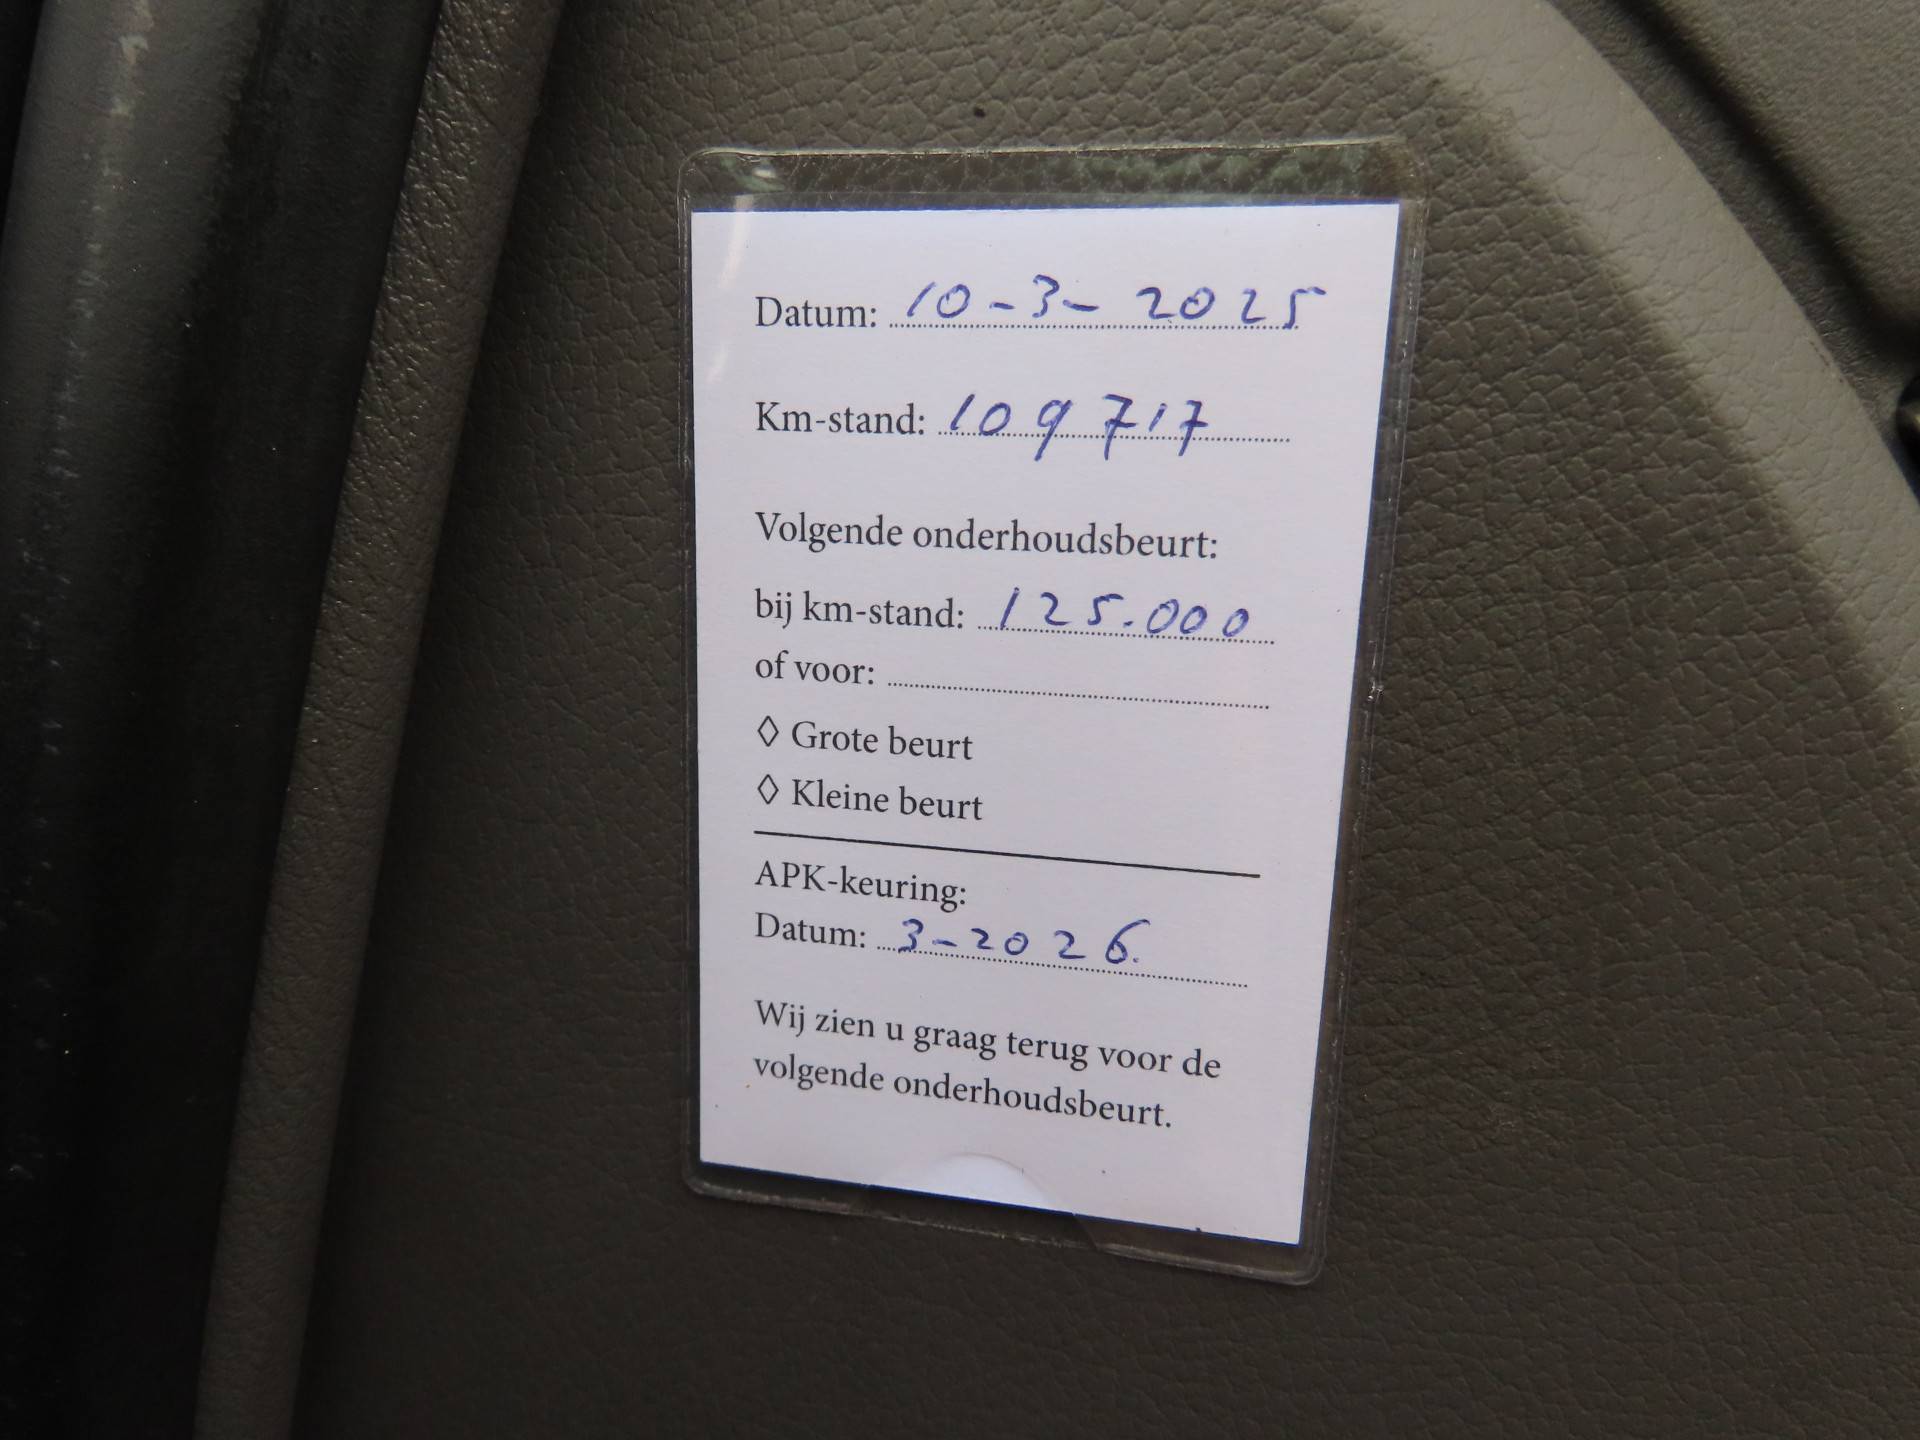 Datum: 10-3-2025
Km-stand: 109717
Volgende onderhoudsbeurt:
bij km-stand: 125.000
of voor:
◊ Grote beurt
◊ Kleine beurt
APK-keuring:
Datum: 3-2026.
Wij zien u graag terug voor de
volgende onderhoudsbeurt.